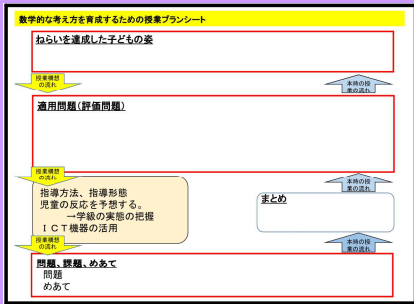 数学的な考え方を育成するための授業プランシート
ねらいを達成した子どもの姿
授業構想
の流れ
本時の授
業の流れ
適用問題(評価問題)
授業構想
の流れ
本時の授
業の流れ
指導方法、指導形態
児童の反応を予想する。
→学級の実態の把握
ICT機器の活用
まとめ
授業構想
の流れ
本時の授
業の流れ
問題、課題、めあて
問題
めあて